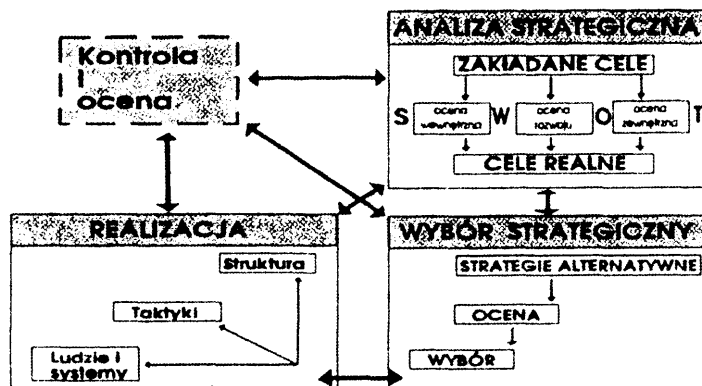 Kontrola
i
ocena
ANALIZA STRATEGICZNA
ZAKŁADANE CELE
S
ocena
wewnętrzna
W
ocena
rozwoju
O
ocena
zewnętrzna
T
CELE REALNE
REALIZACJA
Struktura
Taktyki
Ludzie i
systemy
WYBÓR STRATEGICZNY
STRATEGIE ALTERNATYWNE
OCENA
WYBÓR